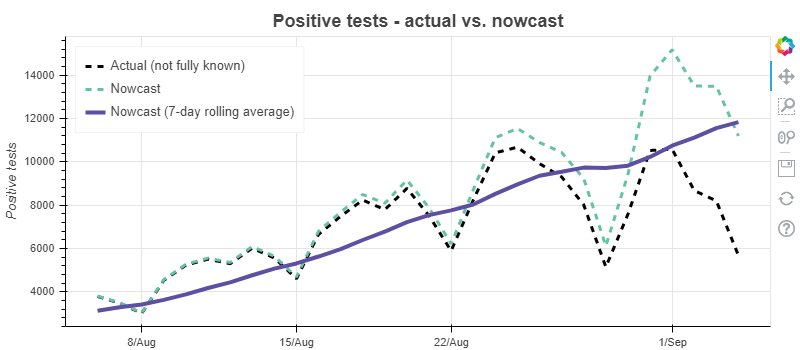 Positive tests - actual vs. nowcast
Actual (not fully known)
Nowcast
Nowcast (7-day rolling average)
Positive tests
14000
12000
10000
8000
6000
4000
8/Aug
15/Aug
22/Aug
1/Sep